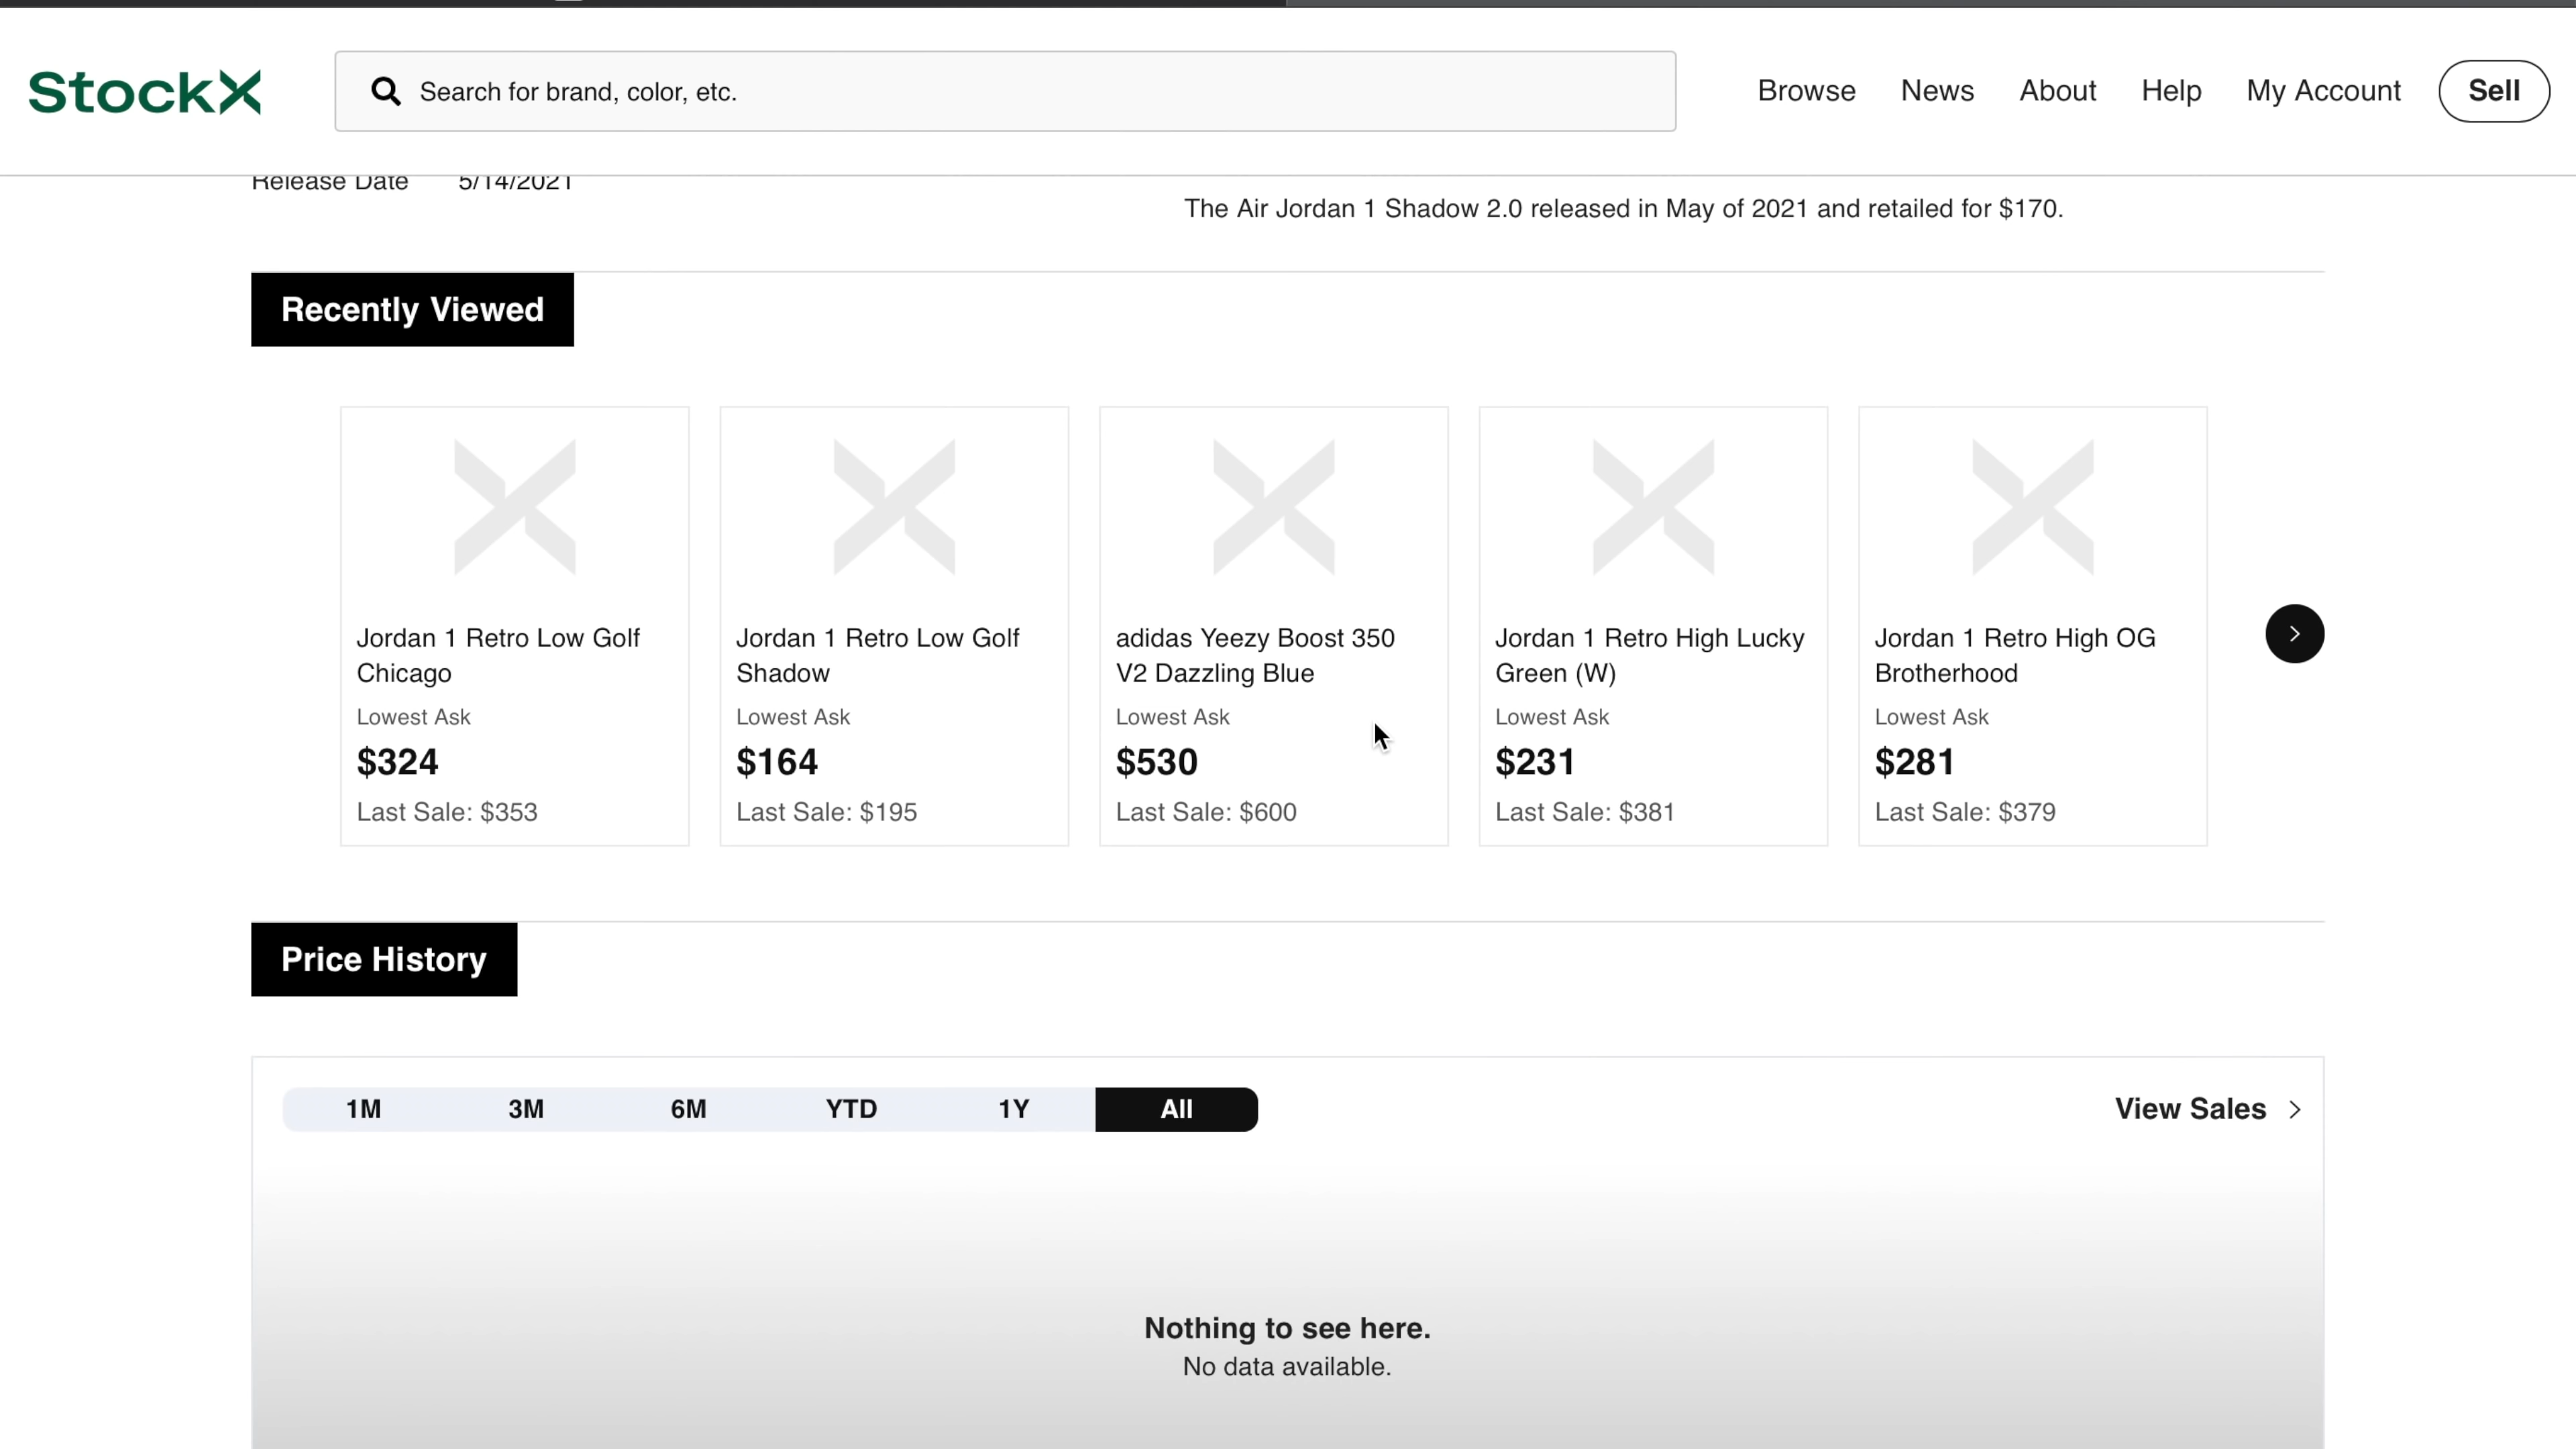 StockX
Search for brand, color, etc.
Browse
News
About
Help
My Account
Sell
Release Date 5/14/2021
The Air Jordan 1 Shadow 2.0 released in May of 2021 and retailed for $170.
Recently Viewed
Jordan 1 Retro Low Golf
Chicago
Lowest Ask
$324
Last Sale: $353
Jordan 1 Retro Low Golf
Shadow
Lowest Ask
$164
Last Sale: $195
adidas Yeezy Boost 350
V2 Dazzling Blue
Lowest Ask
$530
Last Sale: $600
Jordan 1 Retro High Lucky
Green (W)
Lowest Ask
$231
Last Sale: $381
Jordan 1 Retro High OG
Brotherhood
Lowest Ask
$281
Last Sale: $379
Price History
1M
3M
6M
YTD
1Y
All
View Sales
Nothing to see here.
No data available.